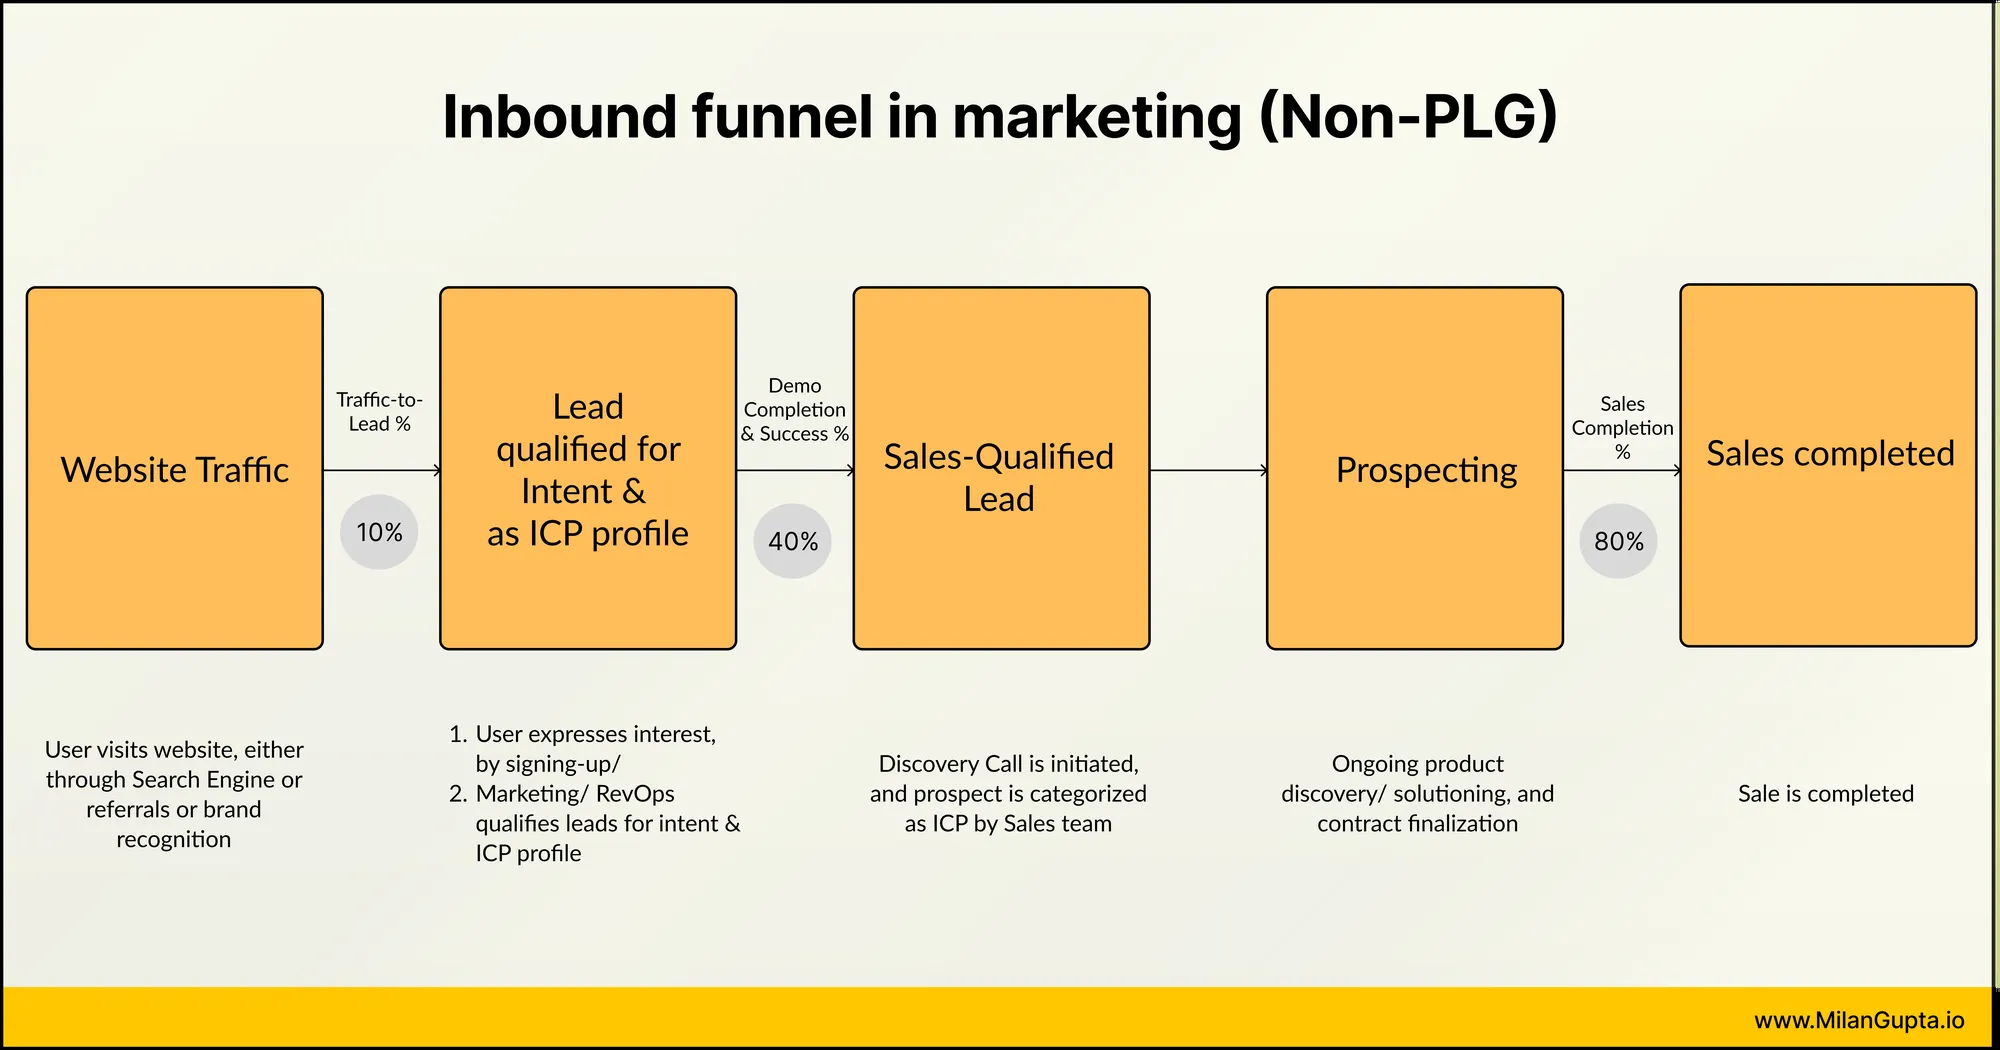 Inbound funnel in marketing (Non-PLG)
Website Traffic
Traffic-to-
Lead %
10%
Lead
qualified for
Intent &
as ICP profile
Demo
Completion
& Success %
40%
Sales-Qualified
Lead
Prospecting
Sales
Completion
%
80%
Sales completed
User visits website, either
through Search Engine or
referrals or brand
recognition
1. User expresses interest,
by signing-up/
2. Marketing/ RevOps
qualifies leads for intent &
ICP profile
Discovery Call is initiated,
and prospect is categorized
as ICP by Sales team
Ongoing product
discovery/ solutioning, and
contract finalization
Sale is completed
www.MilanGupta.io